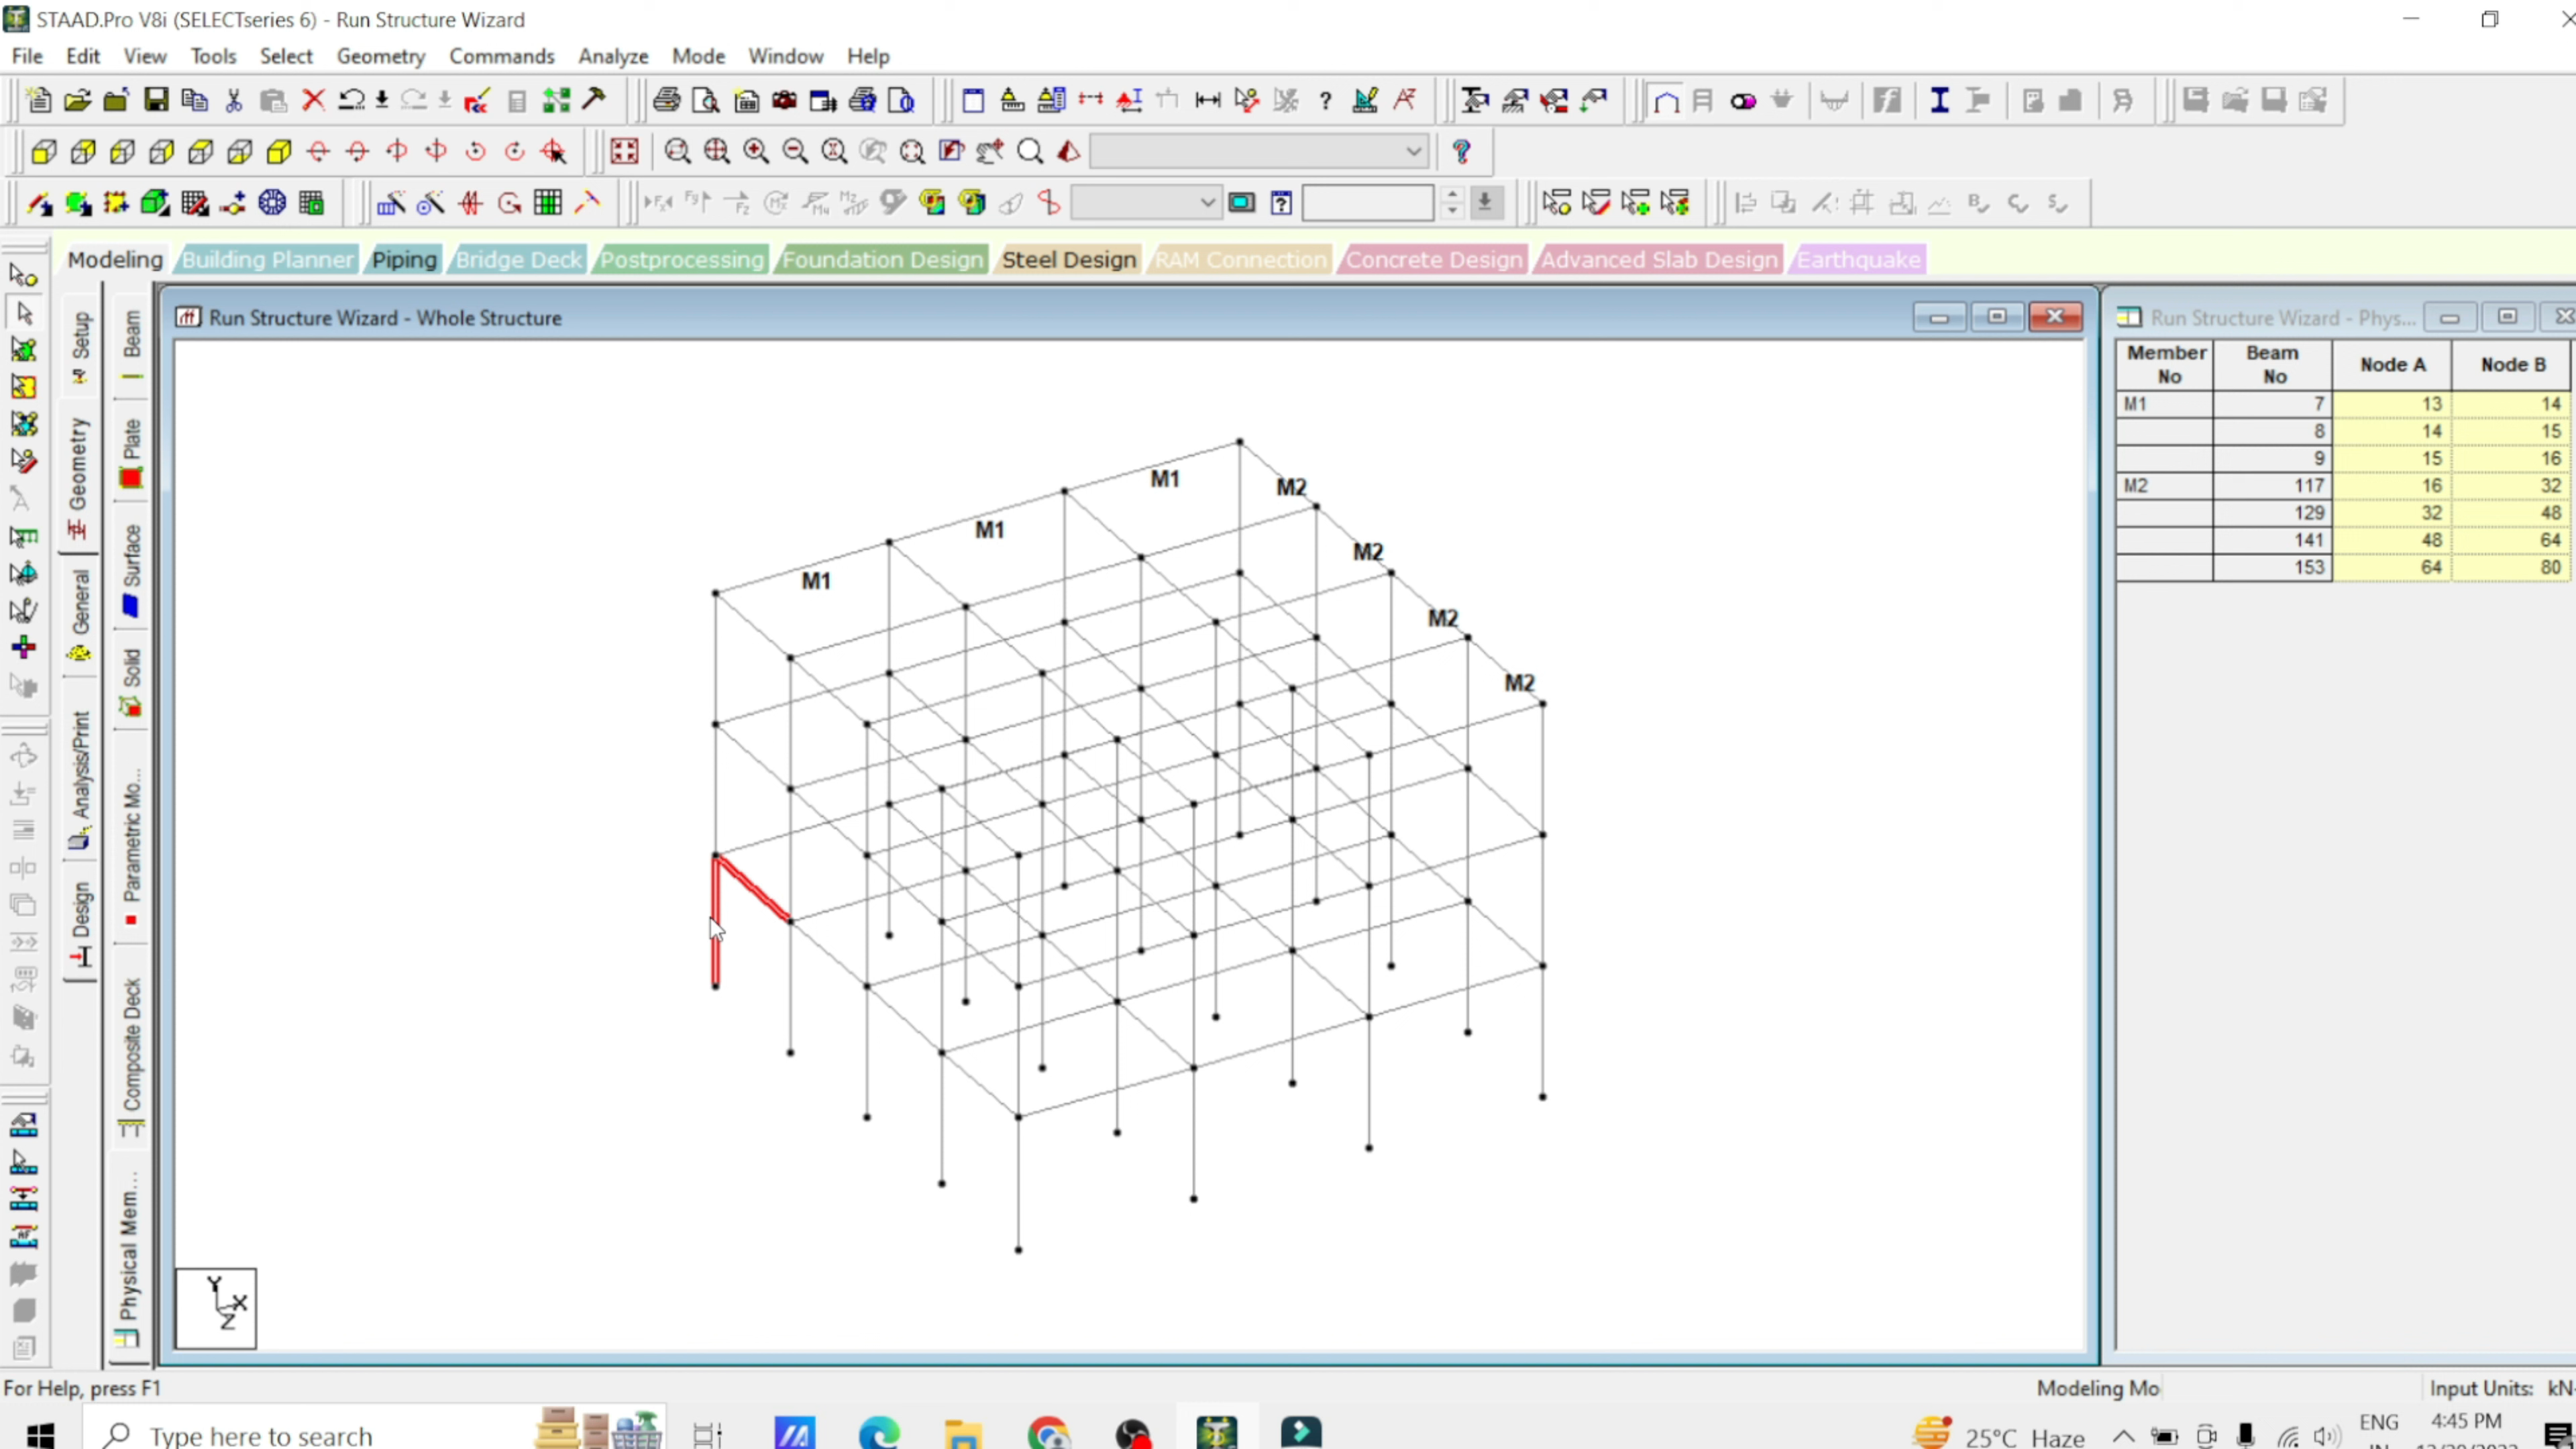 STAAD.Pro V8i (SELECTseries 6) - Run Structure Wizard
File Edit View Tools Select Geometry Commands Analyze Mode Window Help
Modeling Building Planner Piping Bridge Deck Postprocessing Foundation Design Steel Design RAM Connection Concrete Design Advanced Slab Design Earthquake
Setup
Geometry
General
Analysis/Print
Design
Beam
Plate
Surface
Solid
Parametric Mo...
Composite Deck
Physical Mem...
Run Structure Wizard - Whole Structure
M1
M2
M1
M2
M1
M2
M2
Y
X
Z
Run Structure Wizard - Phys...
Member No Beam No Node A Node B
M1 7 13 14
8 14 15
9 15 16
M2 117 16 32
129 32 48
141 48 64
153 64 80
For Help, press F1
Modeling Mo
Input Units: kN-
Type here to search
25°C Haze
ENG
4:45 PM